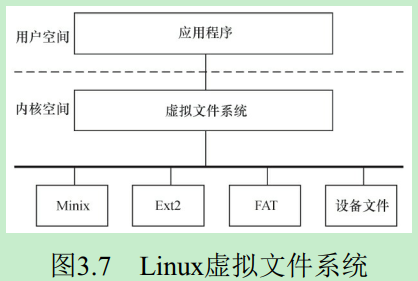 用户空间
应用程序
内核空间
虚拟文件系统
Minix
Ext2
FAT
设备文件
图3.7 Linux虚拟文件系统